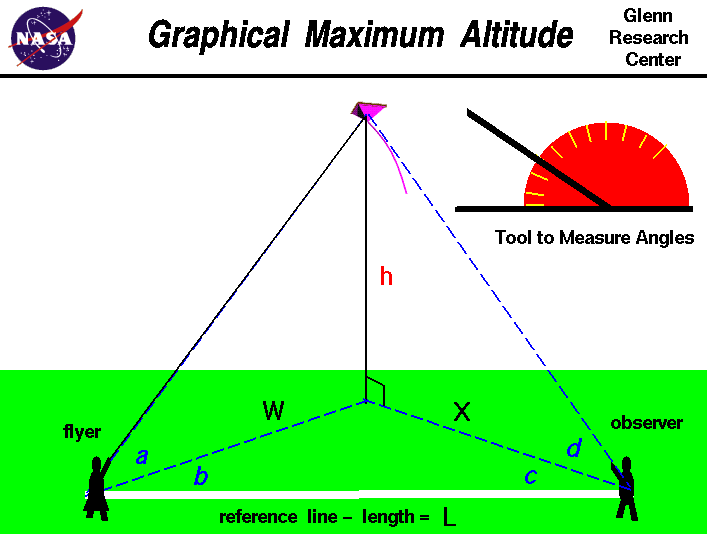 NASA
Graphical Maximum Altitude
Glenn
Research
Center
Tool to Measure Angles
h
W
X
flyer
observer
a
b
c
d
reference line – length = L